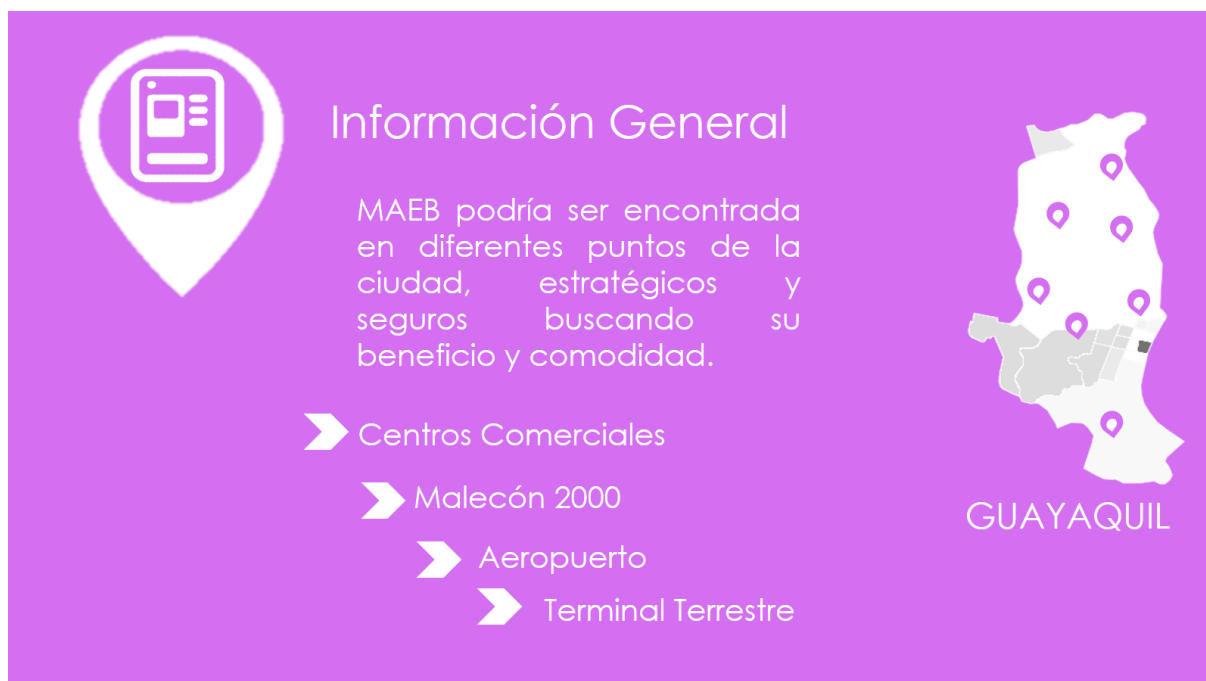 Información General
MAEB podría ser encontrada
en diferentes puntos de la
ciudad, estratégicos y
seguros buscando su
beneficio y comodidad.
Centros Comerciales
Malecón 2000
Aeropuerto
Terminal Terrestre
GUAYAQUIL